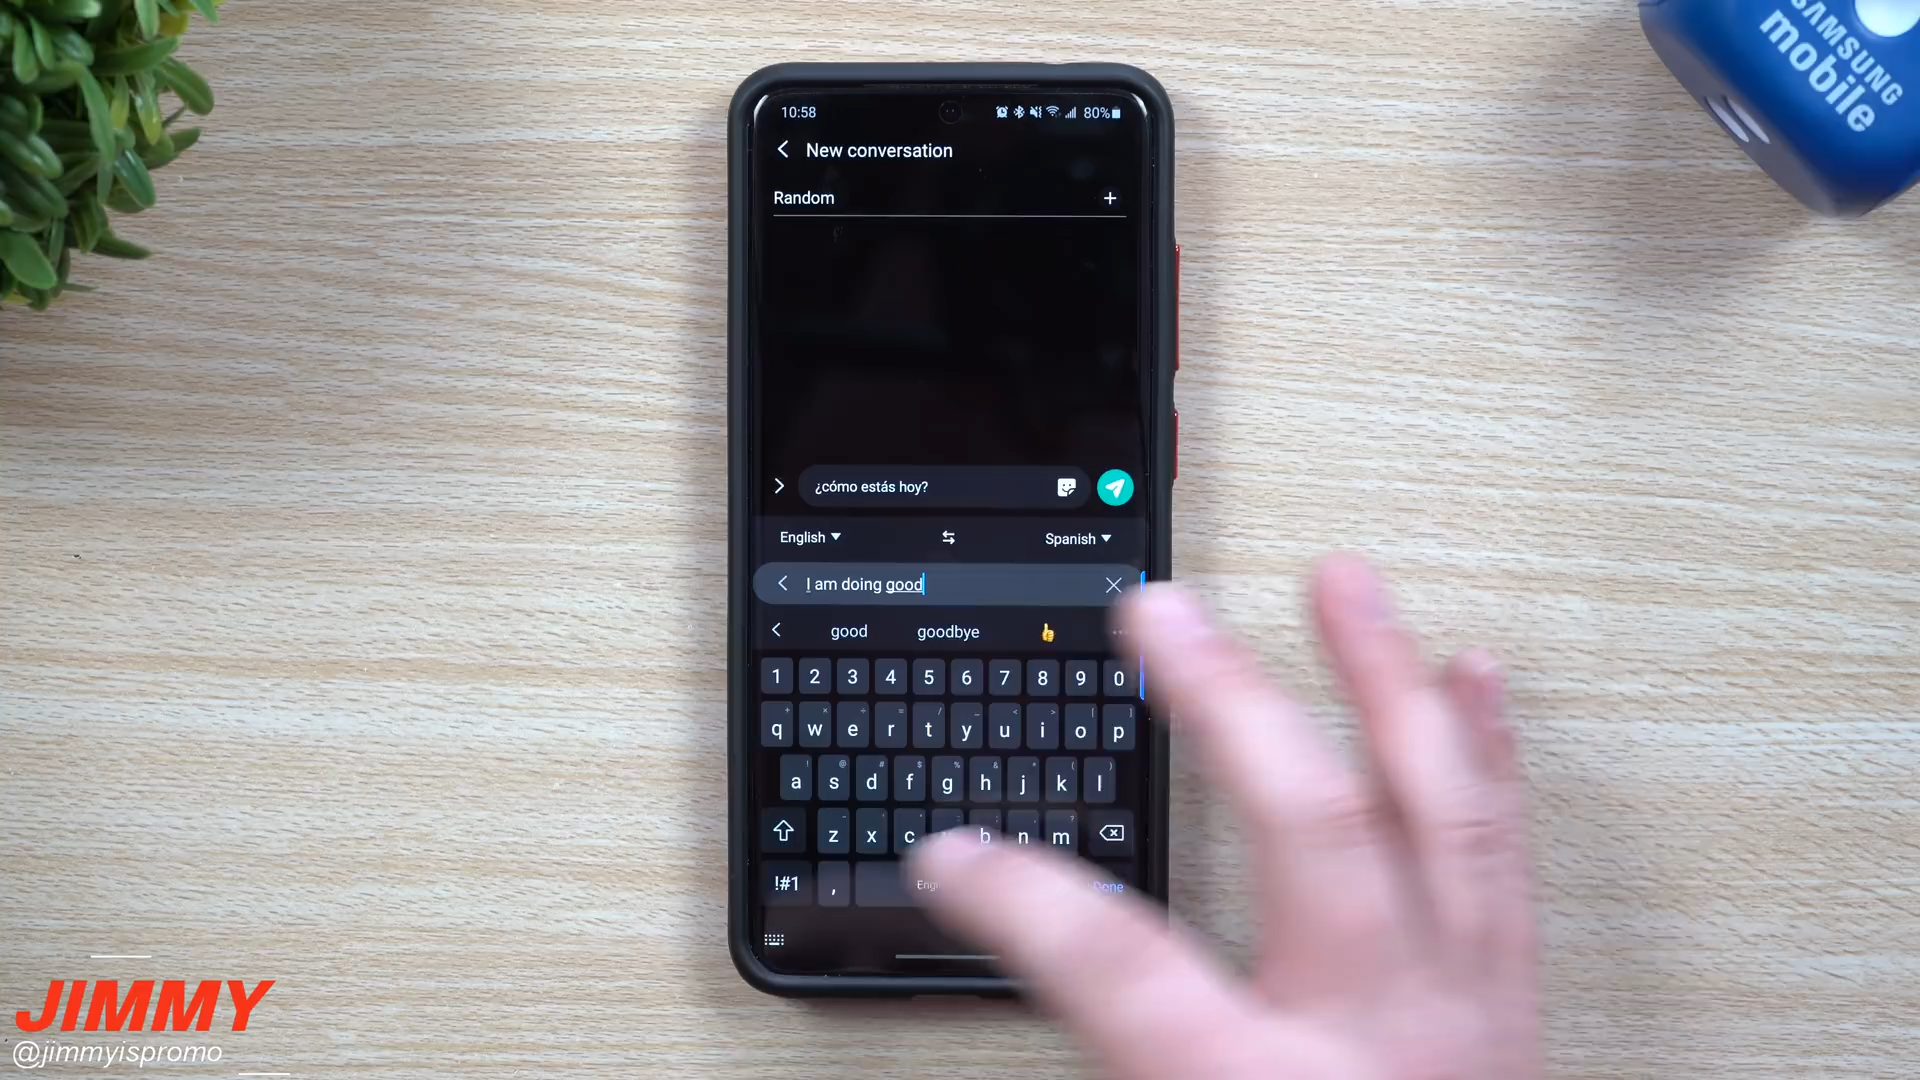 SAMSUNG
mobile
10:58
80%
New conversation
Random
+
¿cómo estás hoy?
English
Spanish
I am doing good
good goodbye 👍
1 2 3 4 5 6 7 8 9 0
q w e r t y u i o p
a s d f g h j k l
z x c b n m
!#1 , Done
JIMMY
@jimmyispromo